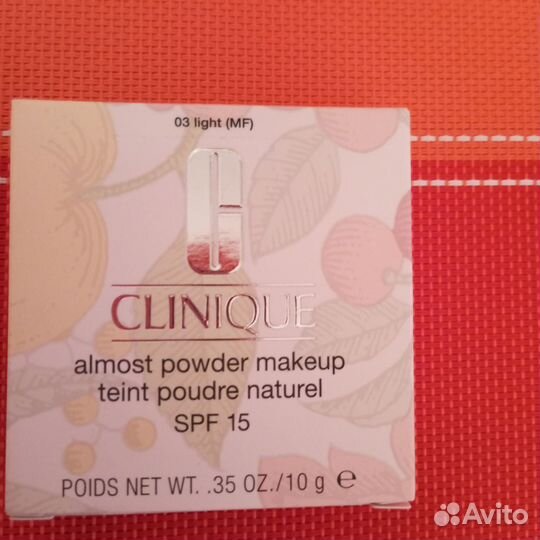 03 light (MF)
CLINIQUE
almost powder makeup
teint poudre naturel
SPF 15
POIDS NET WT. .35 OZ./10 g ℮
Avito